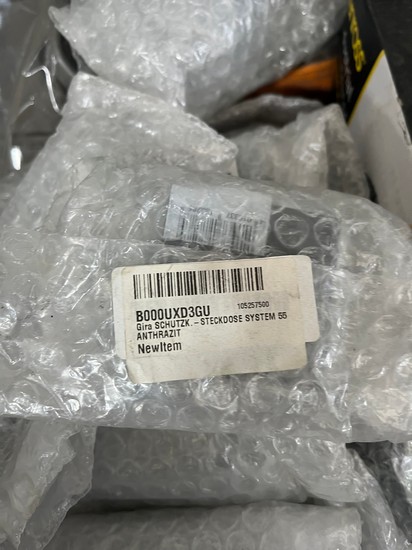 B000UXD3GU 105257500
Gira SCHUTZK.-STECKDOSE SYSTEM 55
ANTHRAZIT
NewItem